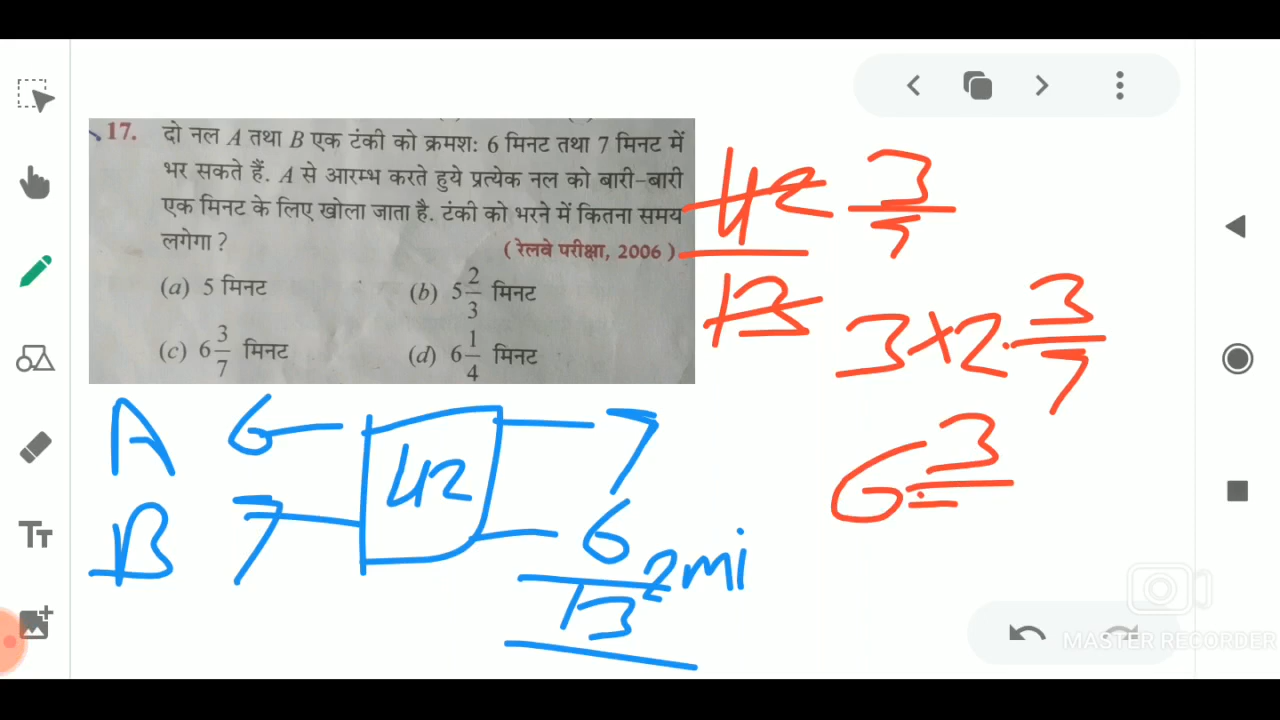 17. दो नल A तथा B एक टंकी को क्रमश: 6 मिनट तथा 7 मिनट में
भर सकते हैं. A से आरम्भ करते हुये प्रत्येक नल को बारी-बारी
एक मिनट के लिए खोला जाता है. टंकी को भरने में कितना समय
लगेगा ?
( रेलवे परीक्षा, 2006 )
(a) 5 मिनट
(b) 5 2/3 मिनट
(c) 6 3/7 मिनट
(d) 6 1/4 मिनट
A 6 42 7
B 7 6
2 mi
13
42 3/7
13
3×2 3/7
6 3
Tт
MASTER RECORDER